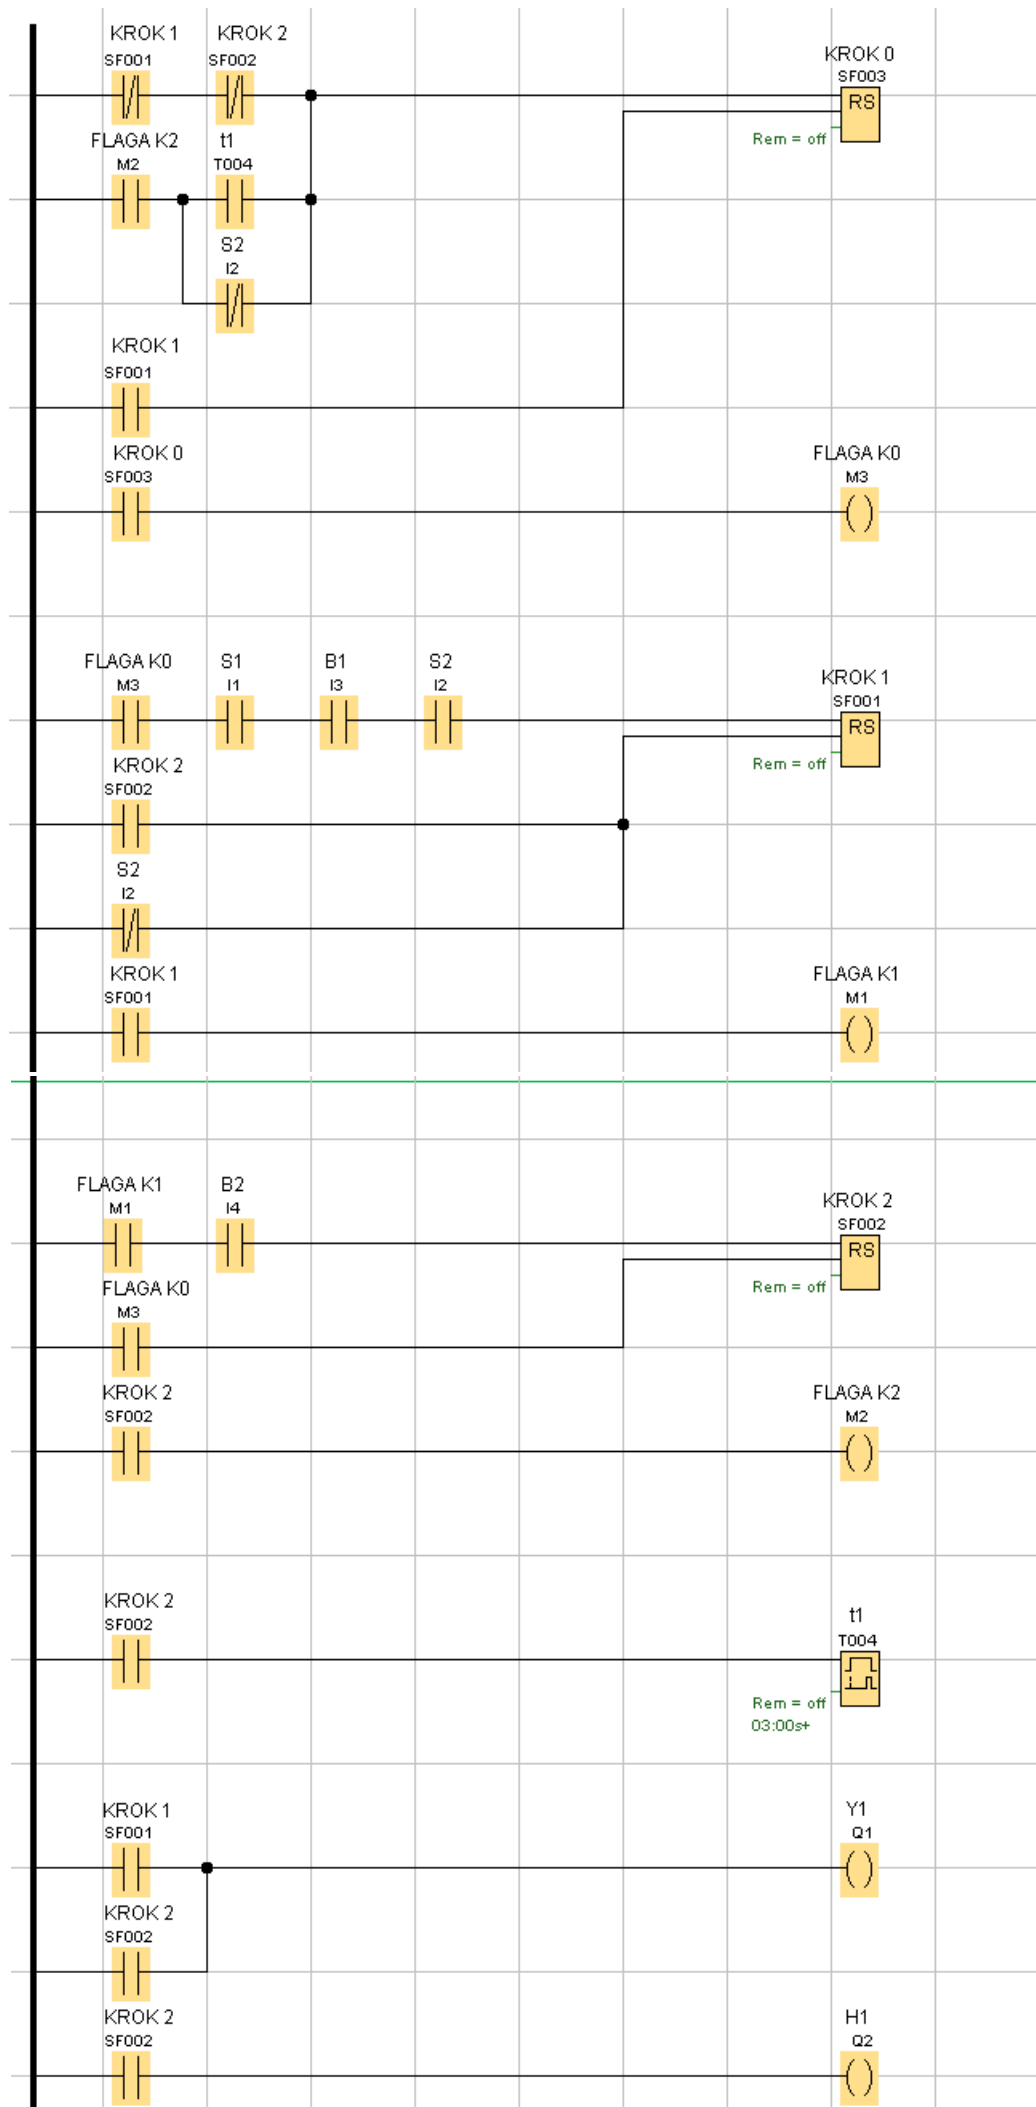 KROK 1 KROK 2
KROK 0
SF001 SF002
SF003
RS
FLAGA K2 t1
Rem = off
M2 T004
S2
I2
KROK 1
SF001
KROK 0 FLAGA K0
SF003 M3
FLAGA K0 S1 B1 S2
KROK 1
M3 I1 I3 I2
SF001
RS
KROK 2
Rem = off
SF002
S2
I2
KROK 1 FLAGA K1
SF001 M1
FLAGA K1 B2
KROK 2
M1 I4
SF002
RS
FLAGA K0
Rem = off
M3
KROK 2 FLAGA K2
SF002 M2
KROK 2
t1
SF002
T004
Rem = off
03:00s+
KROK 1 Y1
SF001 Q1
KROK 2
SF002
KROK 2 H1
SF002 Q2